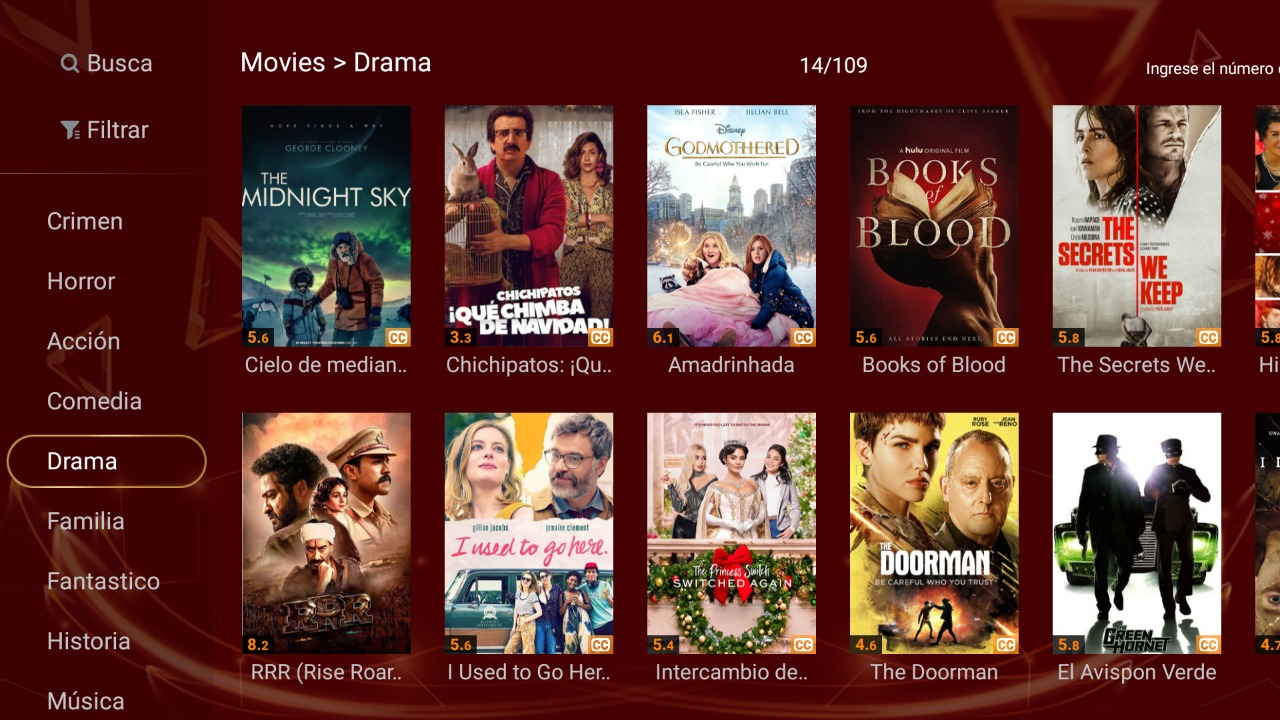 Busca
Filtrar
Crimen
Horror
Acción
Comedia
Drama
Familia
Fantastico
Historia
Música
Movies > Drama
14/109
Ingrese el número
HOPE FINDS A WAY
GEORGE CLOONEY
THE
MIDNIGHT SKY
5.6
CC
Cielo de median..
CHICHIPATOS
¡QUÉ CHIMBA
DE NAVIDAD!
3.3
CC
Chichipatos: ¡Qu..
ISLA FISHER JILLIAN BELL
Disney
GODMOTHERED
Be Careful Who You Wish For.
6.1
CC
Amadrinhada
FROM THE NIGHTMARES OF CLIVE BARKER
A hulu ORIGINAL FILM
BOOKS
of
BLOOD
ALL STORIES END HERE.
5.6
CC
Books of Blood
Noomi RAPACE
Joel KINNAMAN
Chris MESSINA
THE
SECRETS
WE
KEEP
5.8
CC
The Secrets We..
5.8
Hi
RRR
8.2
RRR (Rise Roar..
gillian jacobs jemaine clement
I used to go here.
5.6
CC
I Used to Go Her..
The Princess Switch
SWITCHED AGAIN
5.4
CC
Intercambio de..
RUBY ROSE JEAN RENO
THE
DOORMAN
BE CAREFUL WHO YOU TRUST
4.6
CC
The Doorman
THE
GREEN
HORNET
5.8
CC
El Avispon Verde
4.7